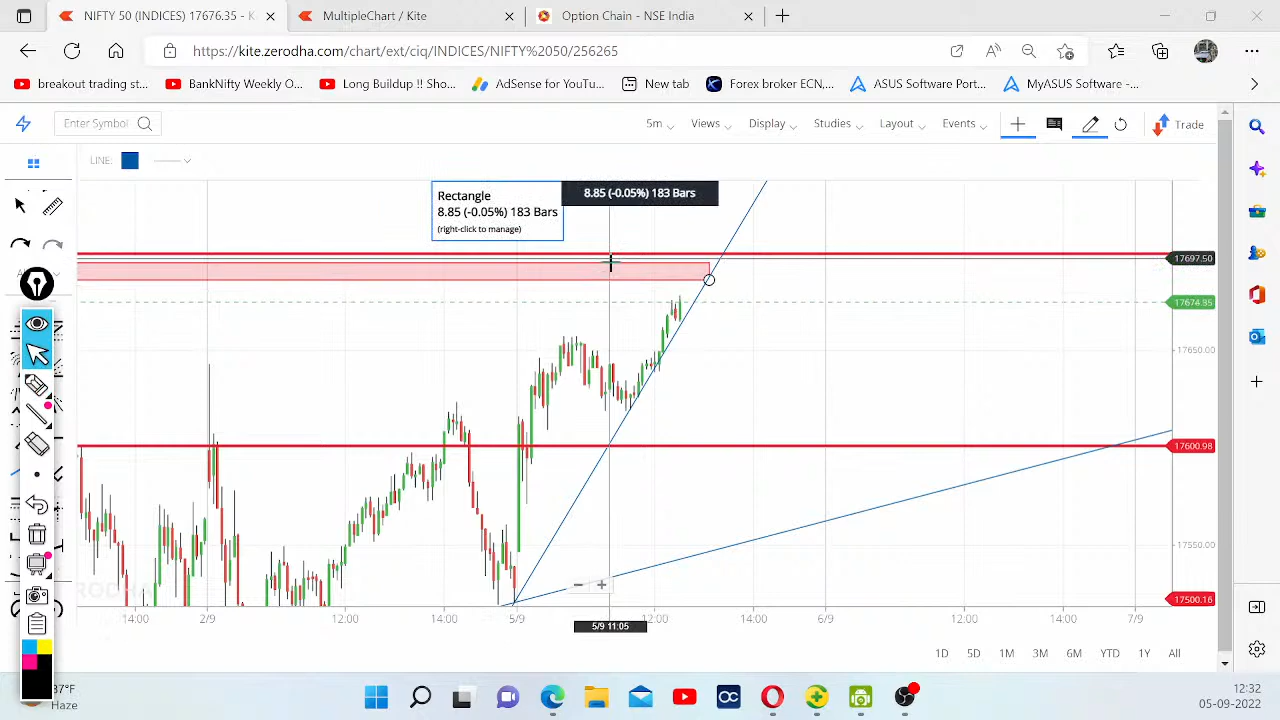 NIFTY 50 (INDICES) 17676.35 - K
MultipleChart / Kite
Option Chain - NSE India
https://kite.zerodha.com/chart/ext/ciq/INDICES/NIFTY%2050/256265
breakout trading st...
BankNifty Weekly O...
Long Buildup !! Sho...
AdSense for YouTu...
New tab
Forex broker ECN,...
ASUS Software Port...
MyASUS Software -...
Enter Symbol
5m
Views
Display
Studies
Layout
Events
Trade
LINE:
Rectangle
8.85 (-0.05%) 183 Bars
(right-click to manage)
8.85 (-0.05%) 183 Bars
17697.50
17674.35
17650.00
17600.98
17550.00
17500.16
14:00
2/9
12:00
14:00
5/9
12:00
14:00
6/9
12:00
14:00
7/9
5/9 11:05
1D
5D
1M
3M
6M
YTD
1Y
All
37°F
Haze
12:32
05-09-2022